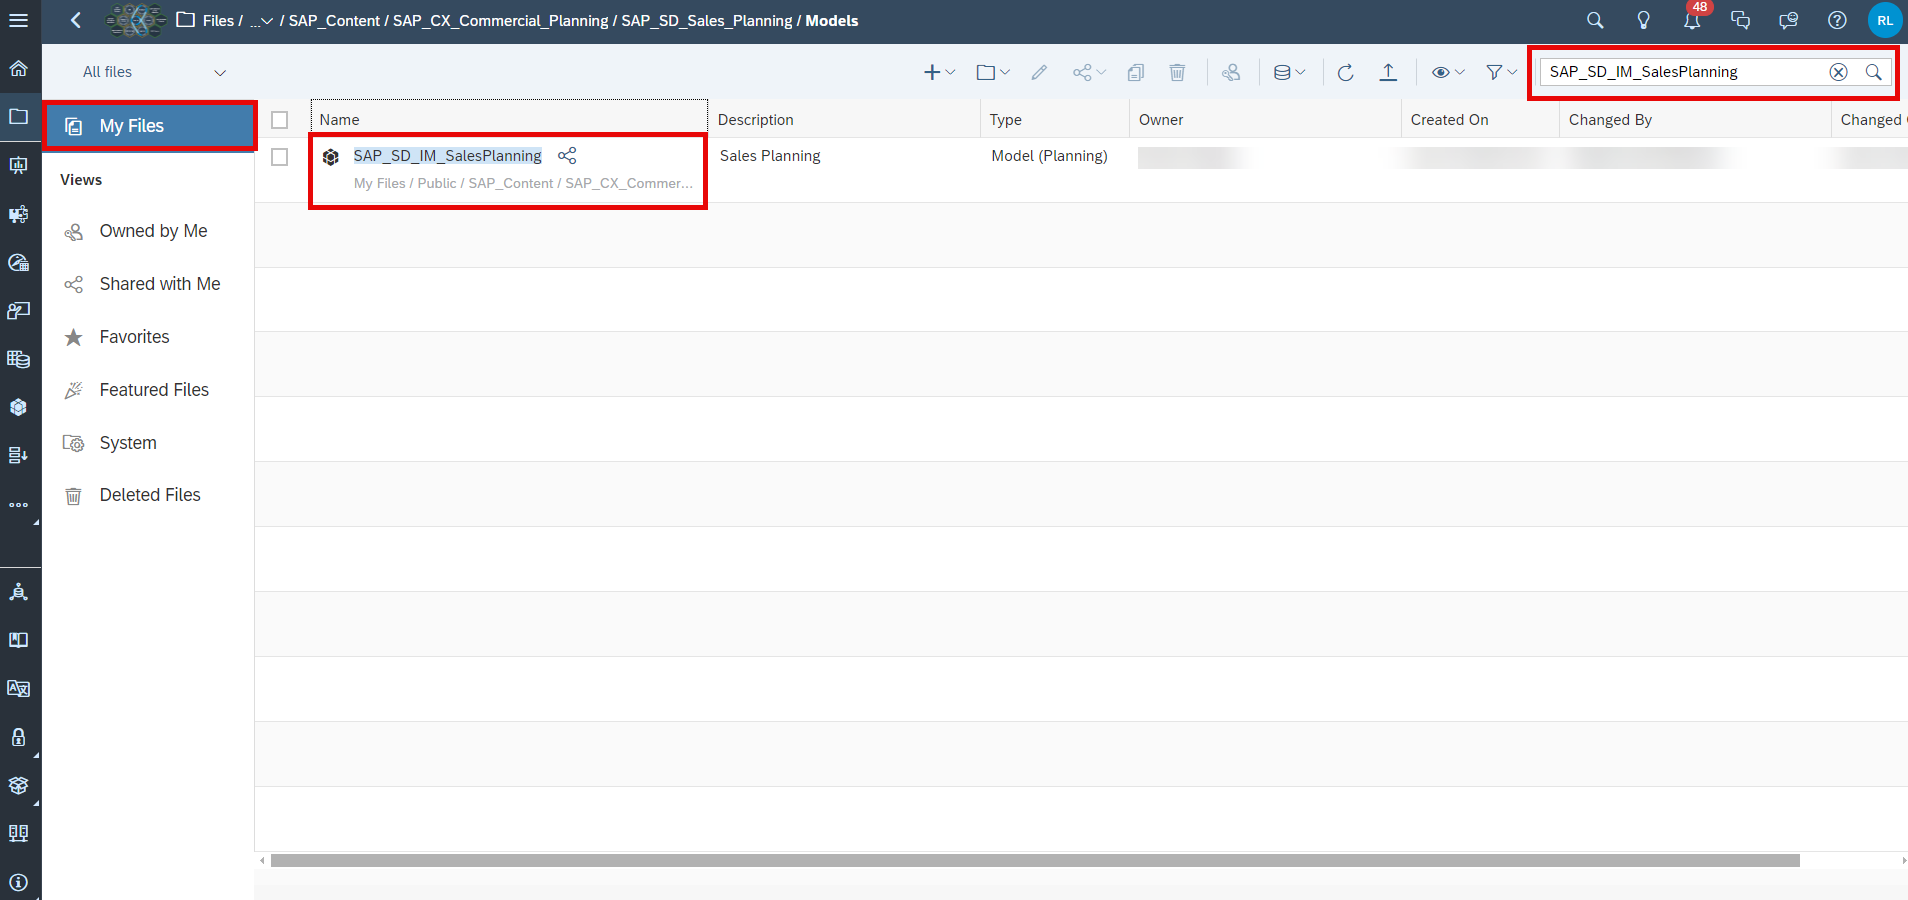 Files / ... / SAP_Content / SAP_CX_Commercial_Planning / SAP_SD_Sales_Planning / Models
48
RL
All files
SAP_SD_IM_SalesPlanning
My Files
Views
Owned by Me
Shared with Me
Favorites
Featured Files
System
Deleted Files
Name Description Type Owner Created On Changed By Changed
SAP_SD_IM_SalesPlanning Sales Planning Model (Planning)
My Files / Public / SAP_Content / SAP_CX_Commer...